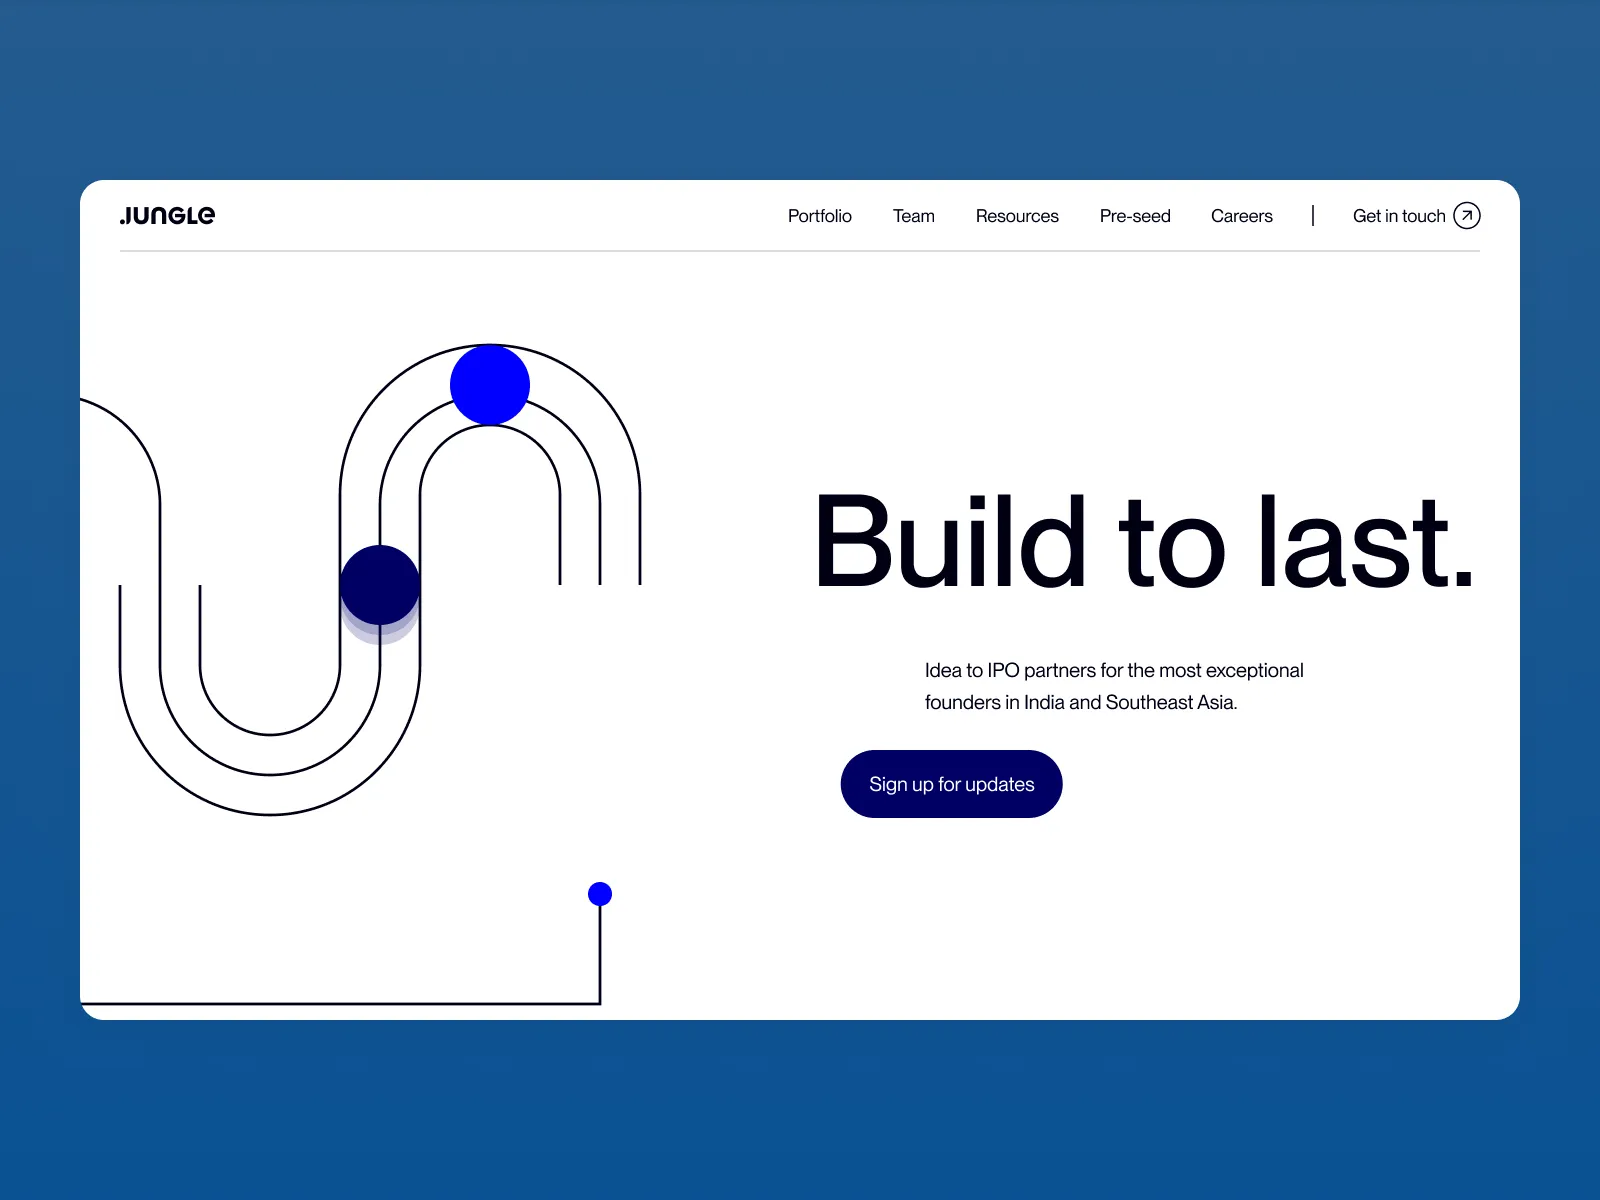 JUNGLE
Portfolio
Team
Resources
Pre-seed
Careers
Get in touch
Build to last.
Idea to IPO partners for the most exceptional
founders in India and Southeast Asia.
Sign up for updates